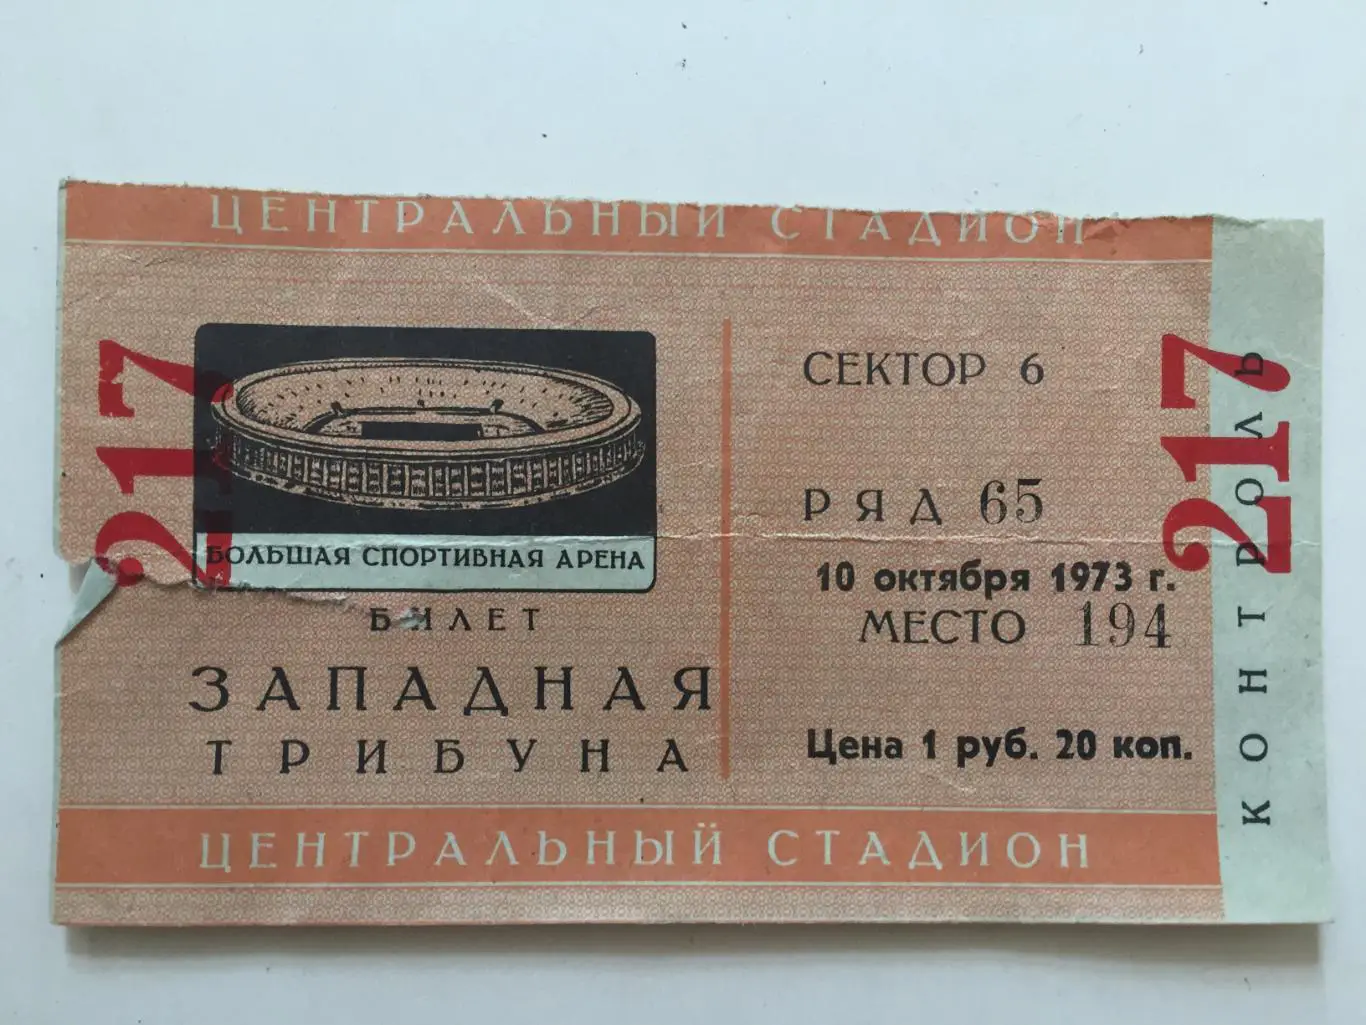 ЦЕНТРАЛЬНЫЙ СТАДИОН
217
БОЛЬШАЯ СПОРТИВНАЯ АРЕНА
БИЛЕТ
ЗАПАДНАЯ
ТРИБУНА
СЕКТОР 6
РЯД 65
10 октября 1973 г.
МЕСТО 194
Цена 1 руб. 20 коп.
217
КОНТРОЛЬ
ЦЕНТРАЛЬНЫЙ СТАДИОН